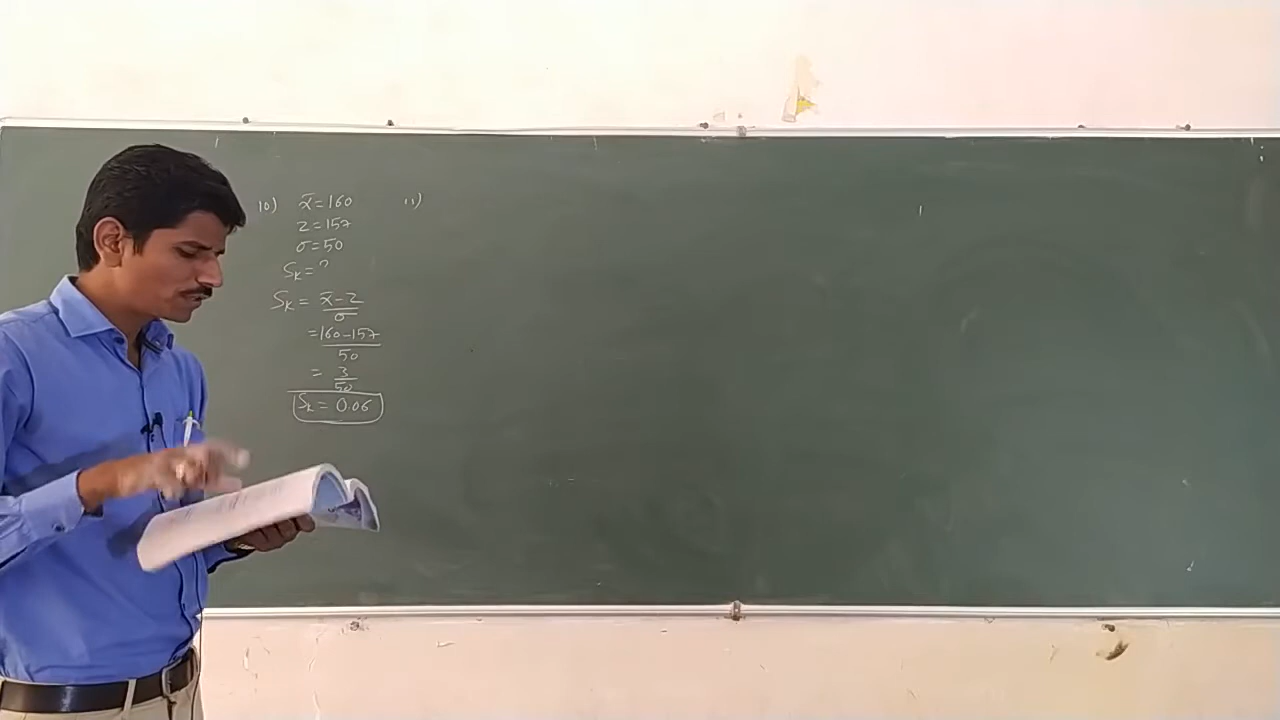 10) x̄ = 160
z = 157
σ = 50
Sₖ = ?
Sₖ = x̄ - z / σ
= 160 - 157 / 50
= 3 / 50
Sₖ = 0.06
11)